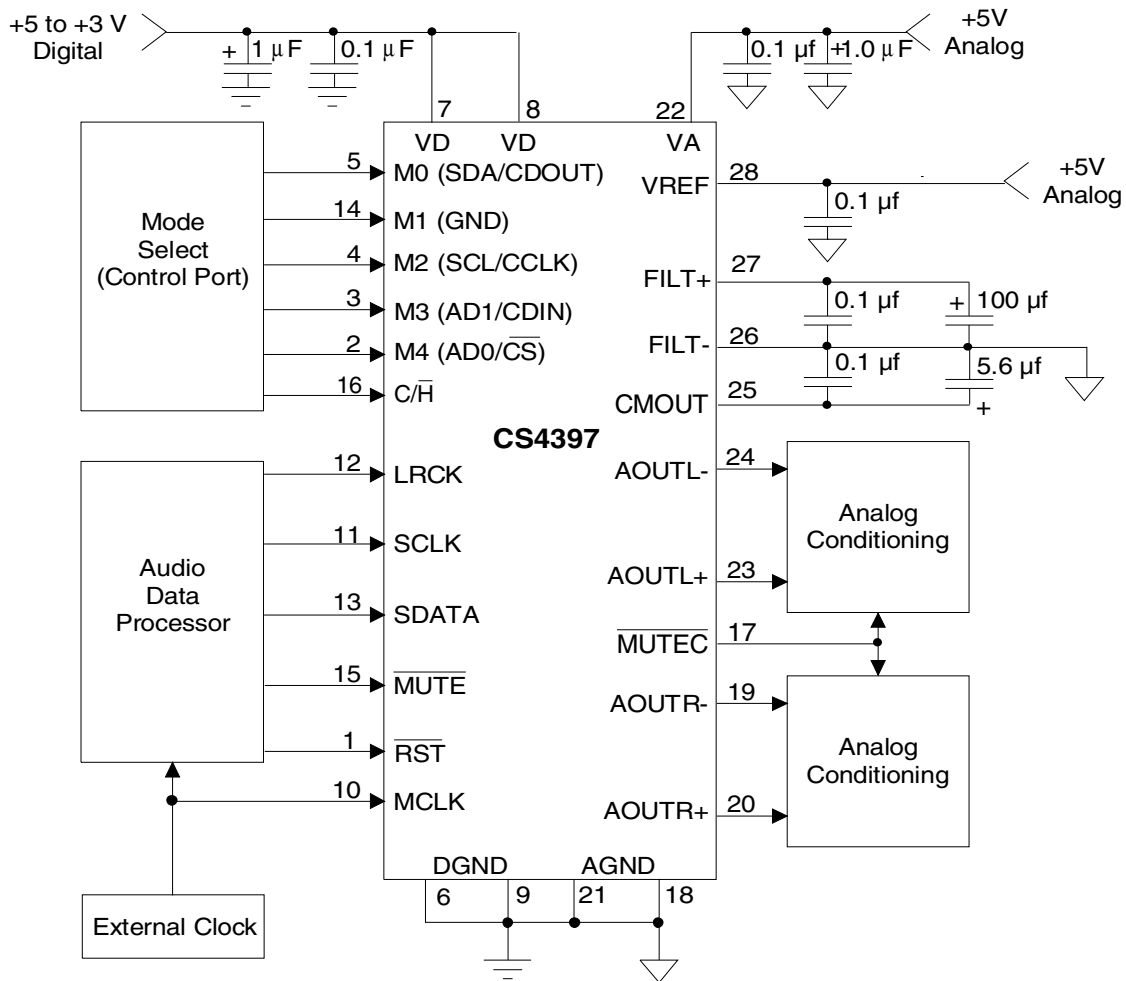 +5 to +3 V
Digital
+ 1 μF
0.1 μF
0.1 μf
+ 1.0 μF
+5V
Analog
7
8
22
VD
VD
VA
Mode
Select
(Control Port)
5
M0 (SDA/CDOUT)
14
M1 (GND)
4
M2 (SCL/CCLK)
3
M3 (AD1/CDIN)
2
M4 (AD0/C̅S̅)
16
C/H̅
VREF
28
+5V
Analog
0.1 μf
FILT+
27
0.1 μf
+ 100 μf
FILT-
26
0.1 μf
5.6 μf
+
CMOUT
25
CS4397
Audio
Data
Processor
12
LRCK
11
SCLK
13
SDATA
15
M̅U̅T̅E̅
1
R̅S̅T̅
10
MCLK
AOUTL-
24
AOUTL+
23
Analog
Conditioning
M̅U̅T̅E̅C̅
17
AOUTR-
19
AOUTR+
20
Analog
Conditioning
DGND
AGND
6
9
21
18
External Clock